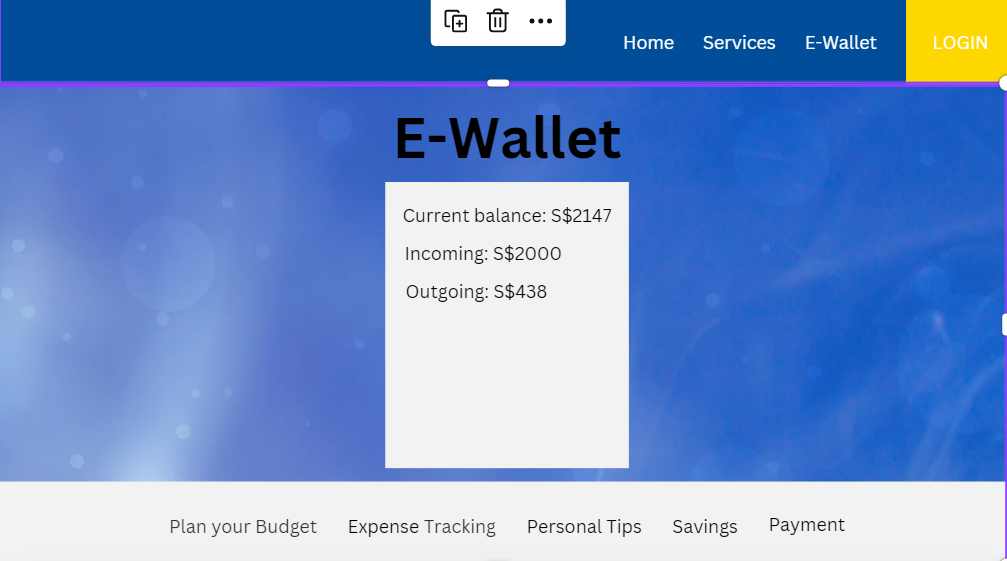 Home Services E-Wallet LOGIN
E-Wallet
Current balance: S$2147
Incoming: S$2000
Outgoing: S$438
Plan your Budget Expense Tracking Personal Tips Savings Payment